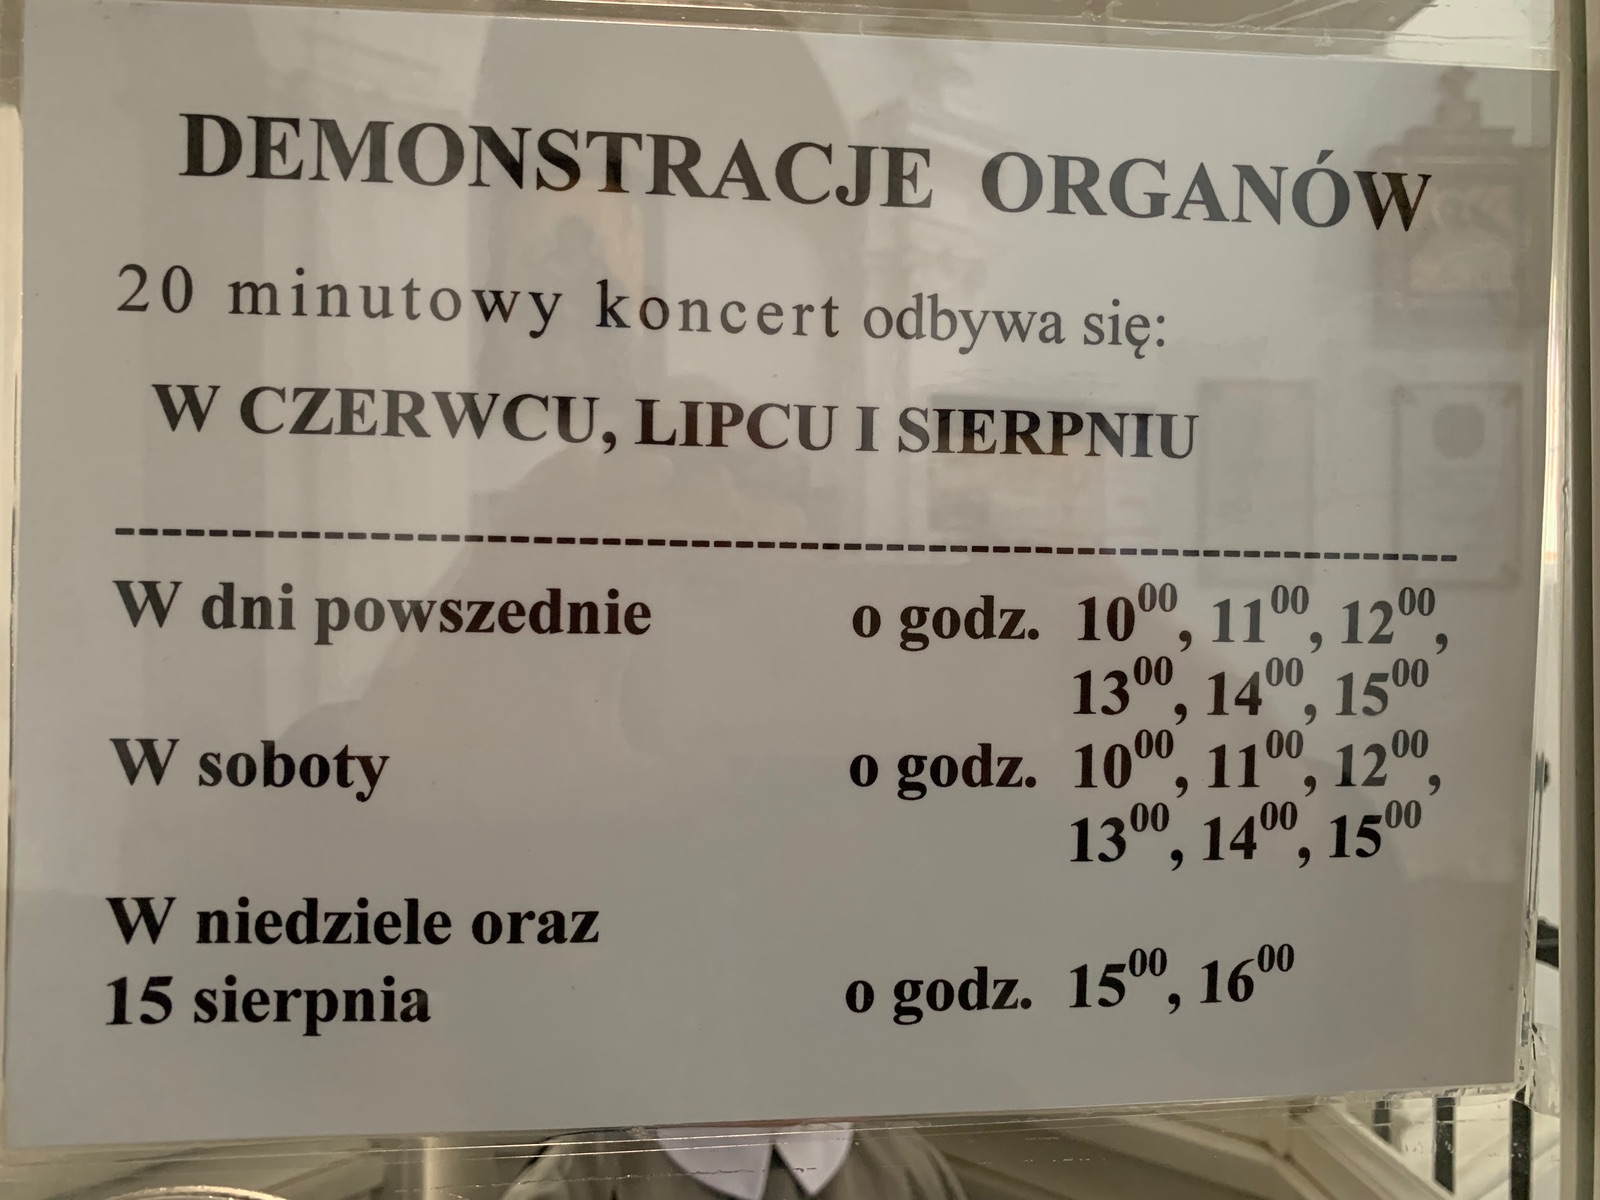 DEMONSTRACJE ORGANÓW
20 minutowy koncert odbywa się:
W CZERWCU, LIPCU I SIERPNIU
--------------------------------------------------------------------------------
W dni powszednie o godz. 10⁰⁰, 11⁰⁰, 12⁰⁰,
13⁰⁰, 14⁰⁰, 15⁰⁰
W soboty o godz. 10⁰⁰, 11⁰⁰, 12⁰⁰,
13⁰⁰, 14⁰⁰, 15⁰⁰
W niedziele oraz
15 sierpnia o godz. 15⁰⁰, 16⁰⁰